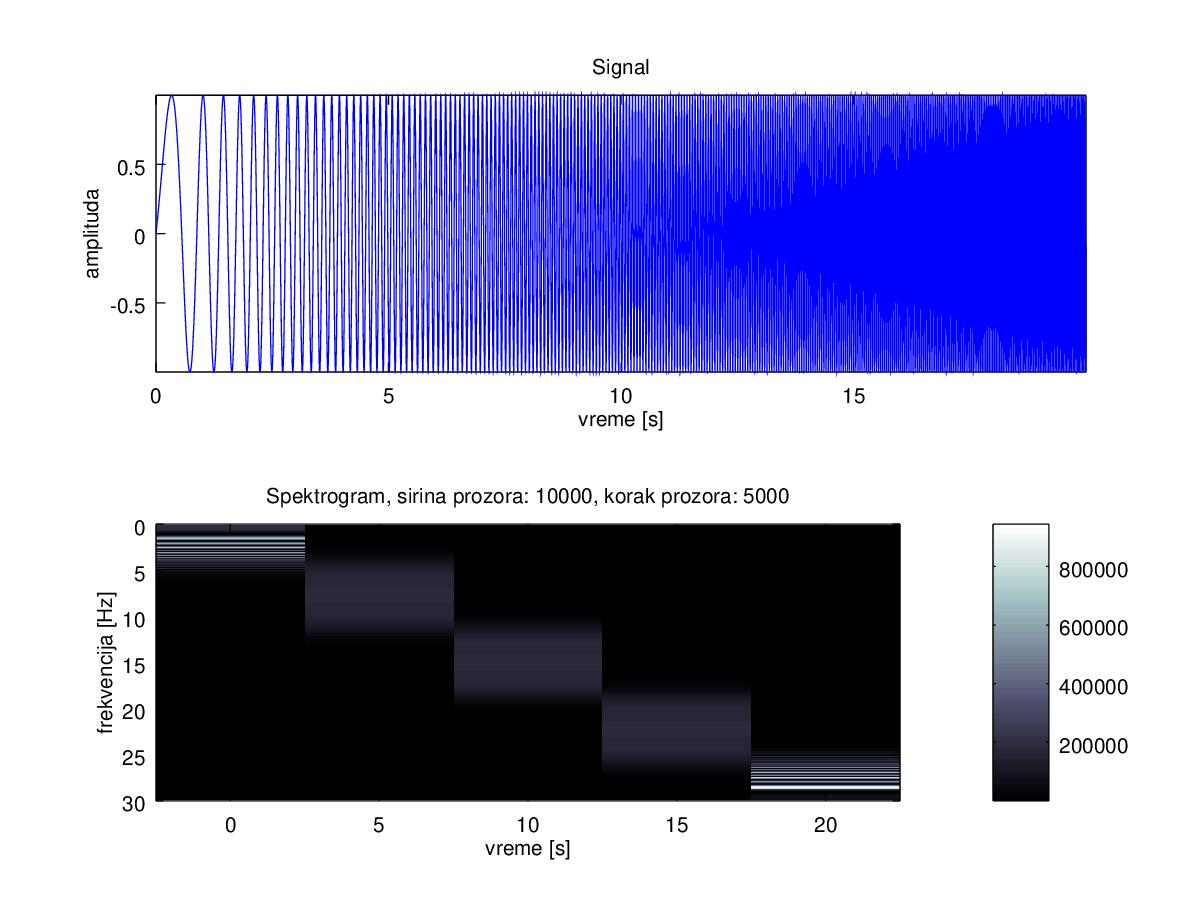 Signal
0.5
0
-0.5
amplituda
0 5 10 15
vreme [s]
Spektrogram, sirina prozora: 10000, korak prozora: 5000
0
5
10
15
20
25
30
frekvencija [Hz]
0 5 10 15 20
vreme [s]
800000
600000
400000
200000